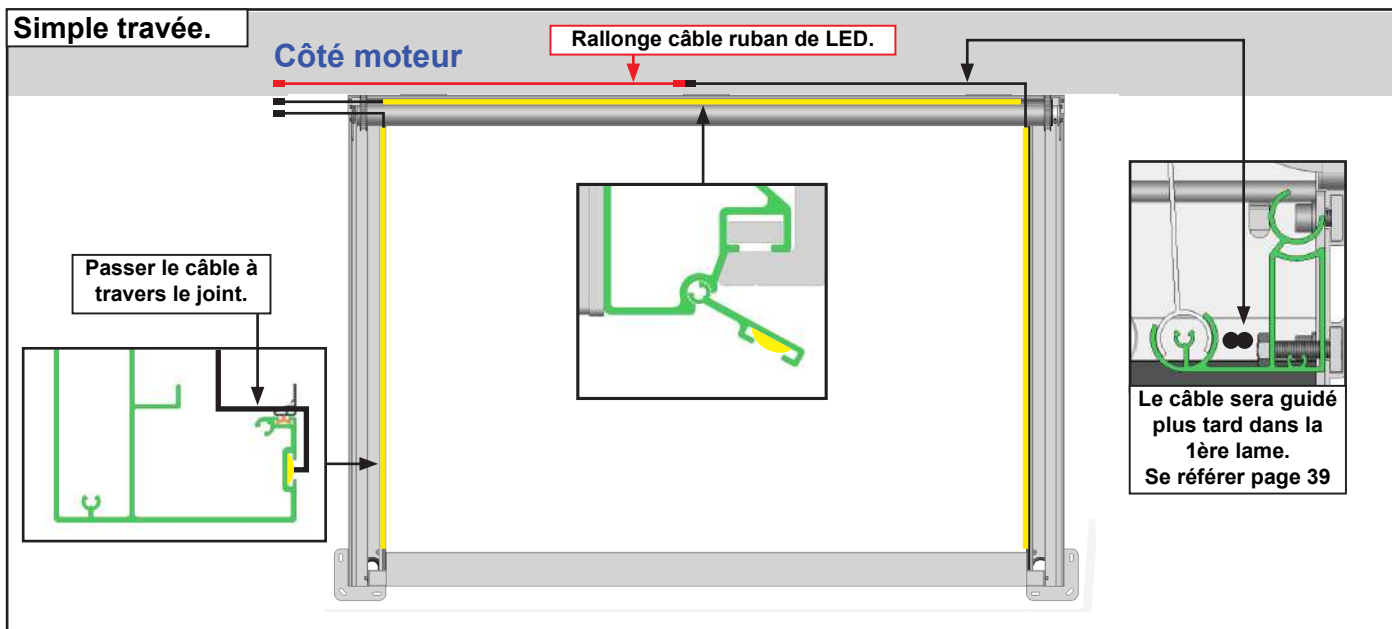 Simple travée.
Côté moteur
Rallonge câble ruban de LED.
Passer le câble à
travers le joint.
Le câble sera guidé
plus tard dans la
1ère lame.
Se référer page 39